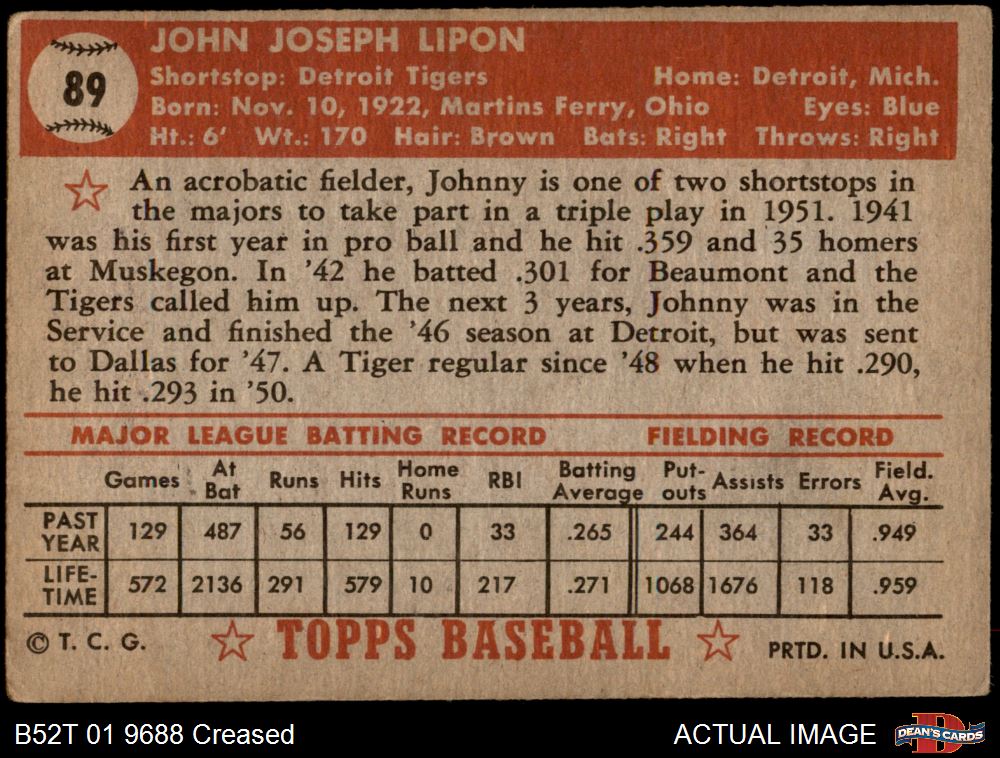 89
JOHN JOSEPH LIPON
Shortstop: Detroit Tigers Home: Detroit, Mich.
Born: Nov. 10, 1922, Martins Ferry, Ohio Eyes: Blue
Ht.: 6' Wt.: 170 Hair: Brown Bats: Right Throws: Right
An acrobatic fielder, Johnny is one of two shortstops in
the majors to take part in a triple play in 1951. 1941
was his first year in pro ball and he hit .359 and 35 homers
at Muskegon. In '42 he batted .301 for Beaumont and the
Tigers called him up. The next 3 years, Johnny was in the
Service and finished the '46 season at Detroit, but was sent
to Dallas for '47. A Tiger regular since '48 when he hit .290,
he hit .293 in '50.
MAJOR LEAGUE BATTING RECORD FIELDING RECORD
Games At Bat Runs Hits Home Runs RBI Batting Average Put-outs Assists Errors Field. Avg.
PAST YEAR 129 487 56 129 0 33 .265 244 364 33 .949
LIFE-TIME 572 2136 291 579 10 217 .271 1068 1676 118 .959
© T. C. G. TOPPS BASEBALL PRTD. IN U.S.A.
B52T 01 9688 Creased ACTUAL IMAGE D DEAN'S CARDS